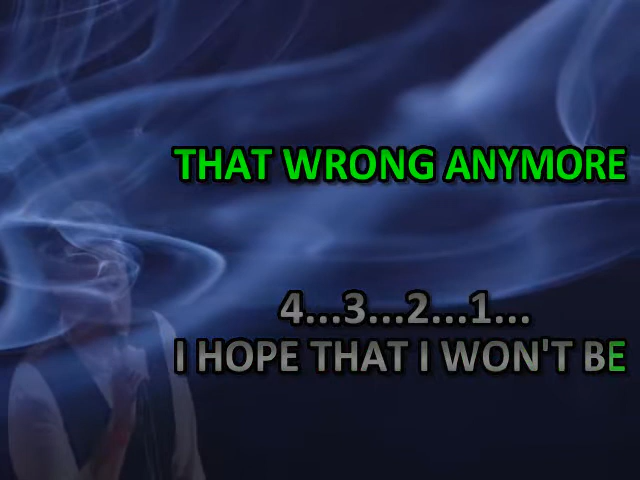 THAT WRONG ANYMORE
4...3...2...1...
I HOPE THAT I WON'T BE